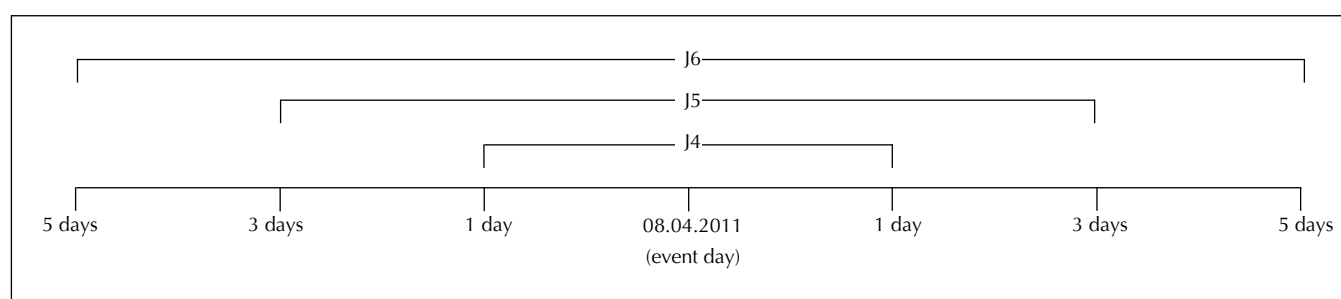 J6
J5
J4
5 days 3 days 1 day 08.04.2011 1 day 3 days 5 days
(event day)